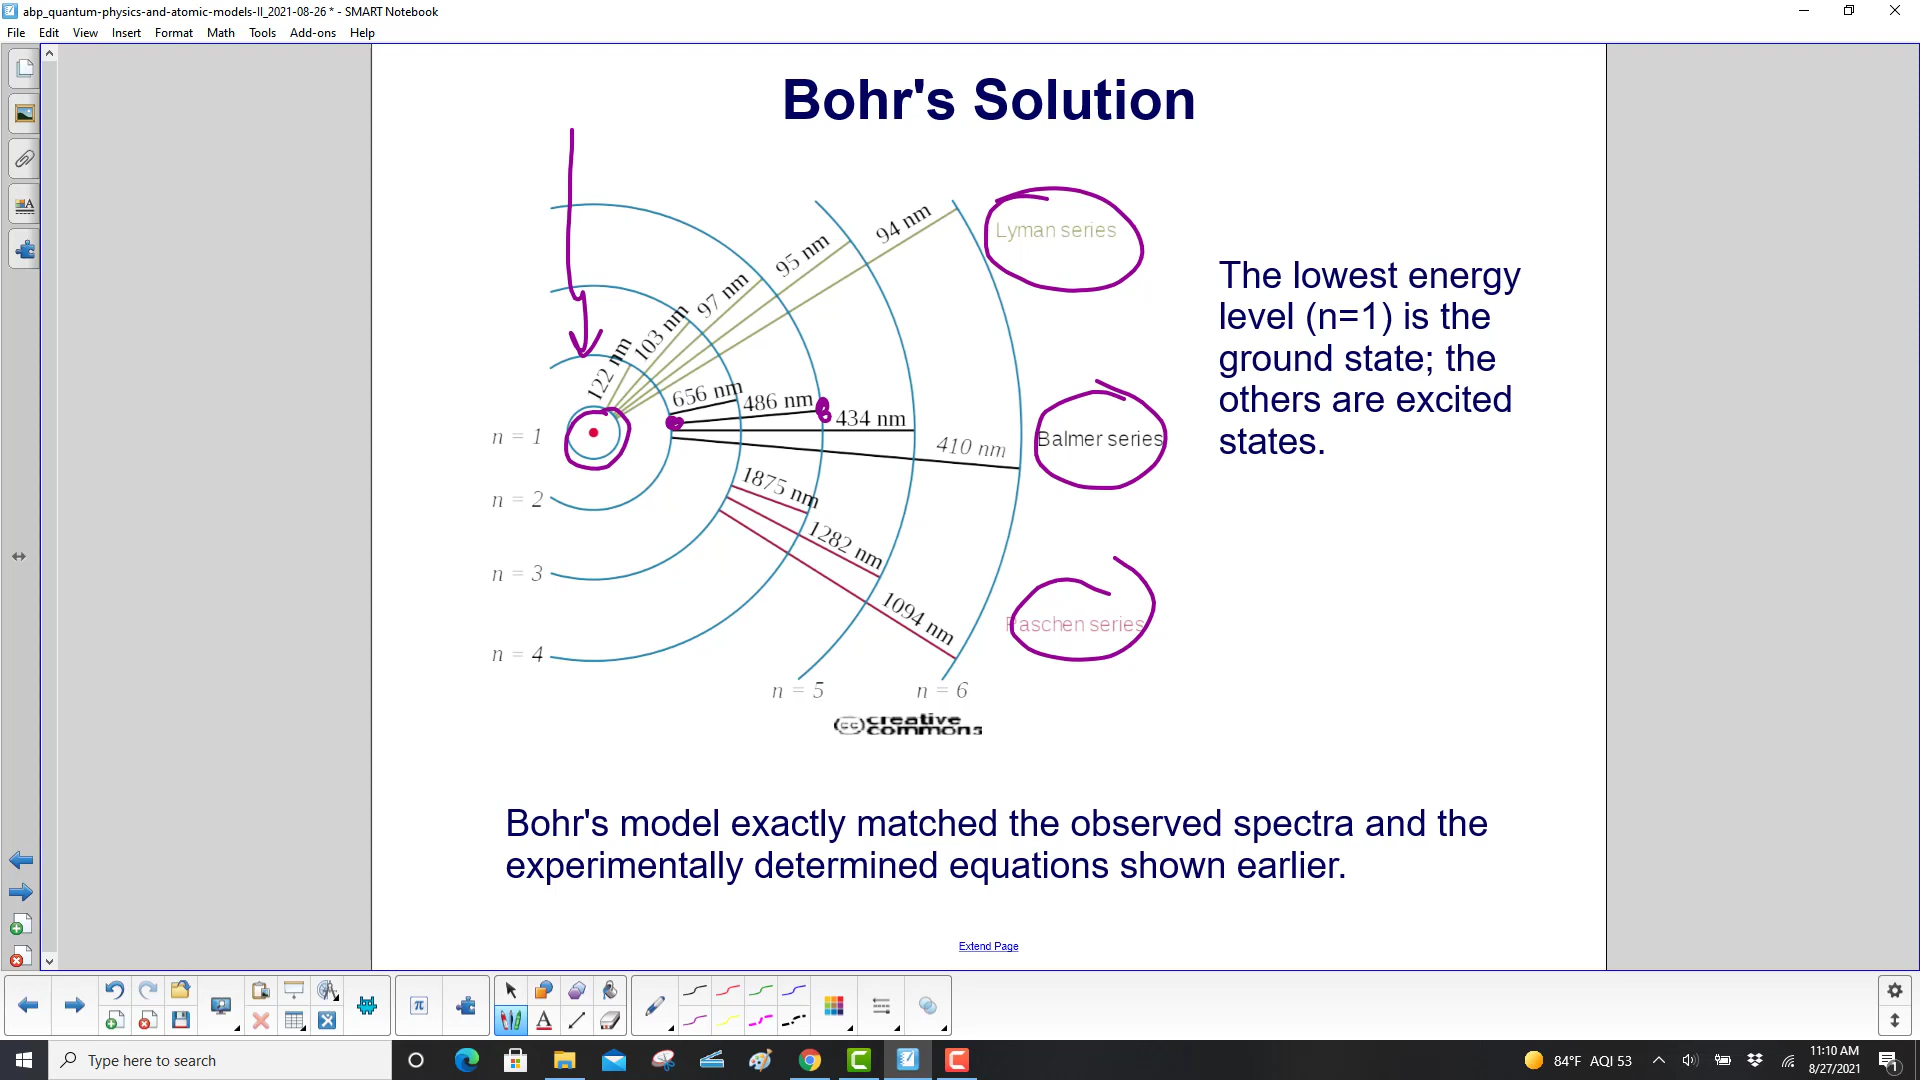 abp_quantum-physics-and-atomic-models-II_2021-08-26 * - SMART Notebook
File Edit View Insert Format Math Tools Add-ons Help
Bohr's Solution
94 nm
95 nm
97 nm
103 nm
122 nm
Lyman series
656 nm
486 nm
434 nm
410 nm
Balmer series
1875 nm
1282 nm
1094 nm
Paschen series
n = 1
n = 2
n = 3
n = 4
n = 5
n = 6
cc creative
commons
The lowest energy
level (n=1) is the
ground state; the
others are excited
states.
Bohr's model exactly matched the observed spectra and the
experimentally determined equations shown earlier.
Extend Page
π
A
Type here to search
84°F AQI 53
11:10 AM
8/27/2021
1